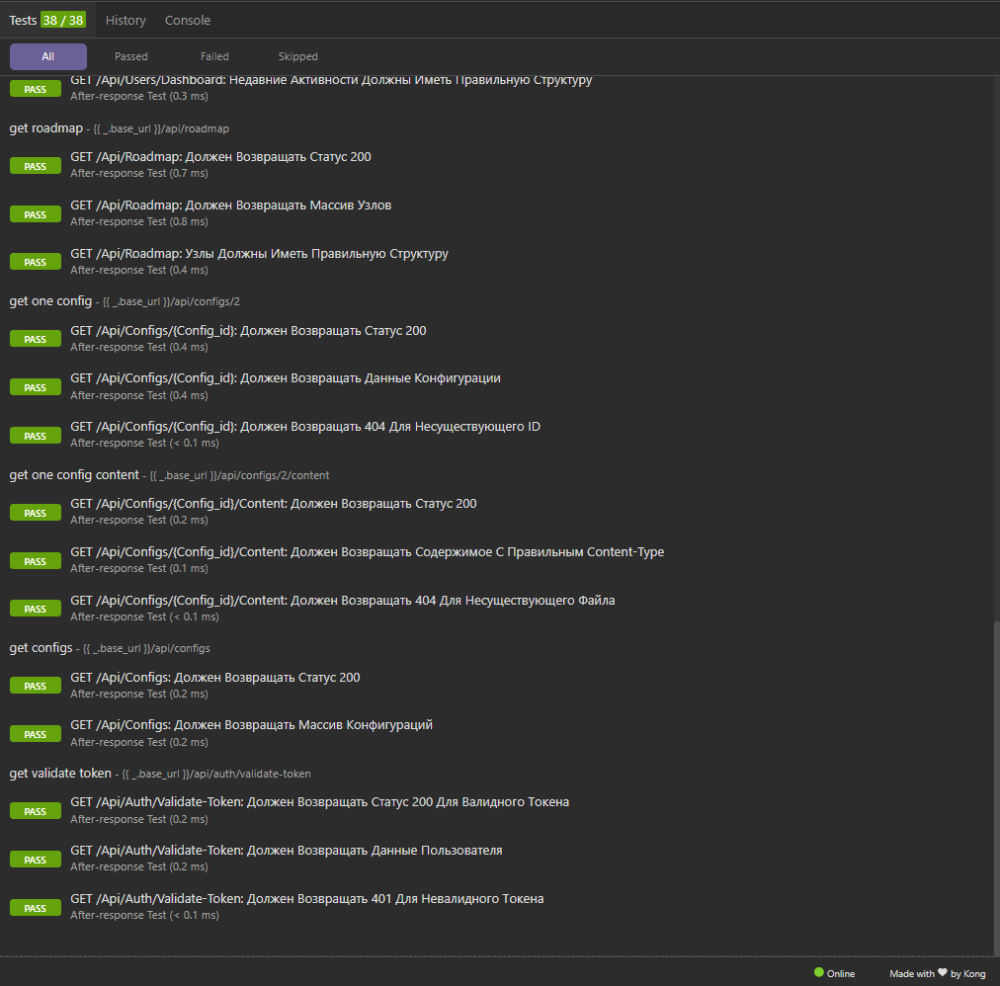 Tests 38 / 38 History Console
All Passed Failed Skipped
PASS GET /Api/Users/Dashboard: Недавние Активности Должны Иметь Правильную Структуру
After-response Test (0.3 ms)
get roadmap - {{ _.base_url }}/api/roadmap
PASS GET /Api/Roadmap: Должен Возвращать Статус 200
After-response Test (0.7 ms)
PASS GET /Api/Roadmap: Должен Возвращать Массив Узлов
After-response Test (0.8 ms)
PASS GET /Api/Roadmap: Узлы Должны Иметь Правильную Структуру
After-response Test (0.4 ms)
get one config - {{ _.base_url }}/api/configs/2
PASS GET /Api/Configs/{Config_id}: Должен Возвращать Статус 200
After-response Test (0.4 ms)
PASS GET /Api/Configs/{Config_id}: Должен Возвращать Данные Конфигурации
After-response Test (0.4 ms)
PASS GET /Api/Configs/{Config_id}: Должен Возвращать 404 Для Несуществующего ID
After-response Test (< 0.1 ms)
get one config content - {{ _.base_url }}/api/configs/2/content
PASS GET /Api/Configs/{Config_id}/Content: Должен Возвращать Статус 200
After-response Test (0.2 ms)
PASS GET /Api/Configs/{Config_id}/Content: Должен Возвращать Содержимое С Правильным Content-Type
After-response Test (0.1 ms)
PASS GET /Api/Configs/{Config_id}/Content: Должен Возвращать 404 Для Несуществующего Файла
After-response Test (< 0.1 ms)
get configs - {{ _.base_url }}/api/configs
PASS GET /Api/Configs: Должен Возвращать Статус 200
After-response Test (0.2 ms)
PASS GET /Api/Configs: Должен Возвращать Массив Конфигураций
After-response Test (0.2 ms)
get validate token - {{ _.base_url }}/api/auth/validate-token
PASS GET /Api/Auth/Validate-Token: Должен Возвращать Статус 200 Для Валидного Токена
After-response Test (0.2 ms)
PASS GET /Api/Auth/Validate-Token: Должен Возвращать Данные Пользователя
After-response Test (0.2 ms)
PASS GET /Api/Auth/Validate-Token: Должен Возвращать 401 Для Невалидного Токена
After-response Test (< 0.1 ms)
Online Made with ♥ by Kong